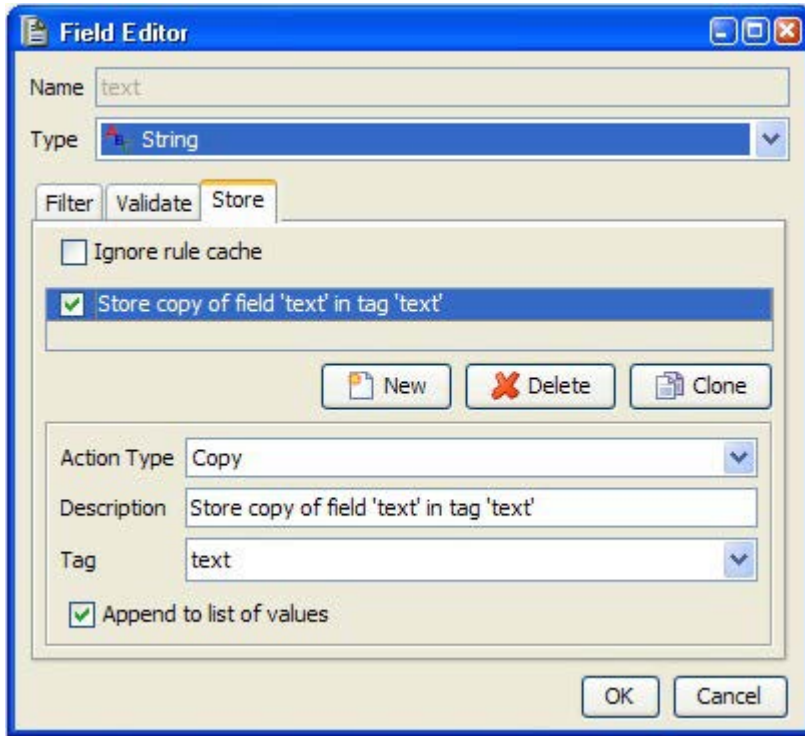 Field Editor
Name text
Type String
Filter Validate Store
Ignore rule cache
Store copy of field 'text' in tag 'text'
New Delete Clone
Action Type Copy
Description Store copy of field 'text' in tag 'text'
Tag text
Append to list of values
OK Cancel